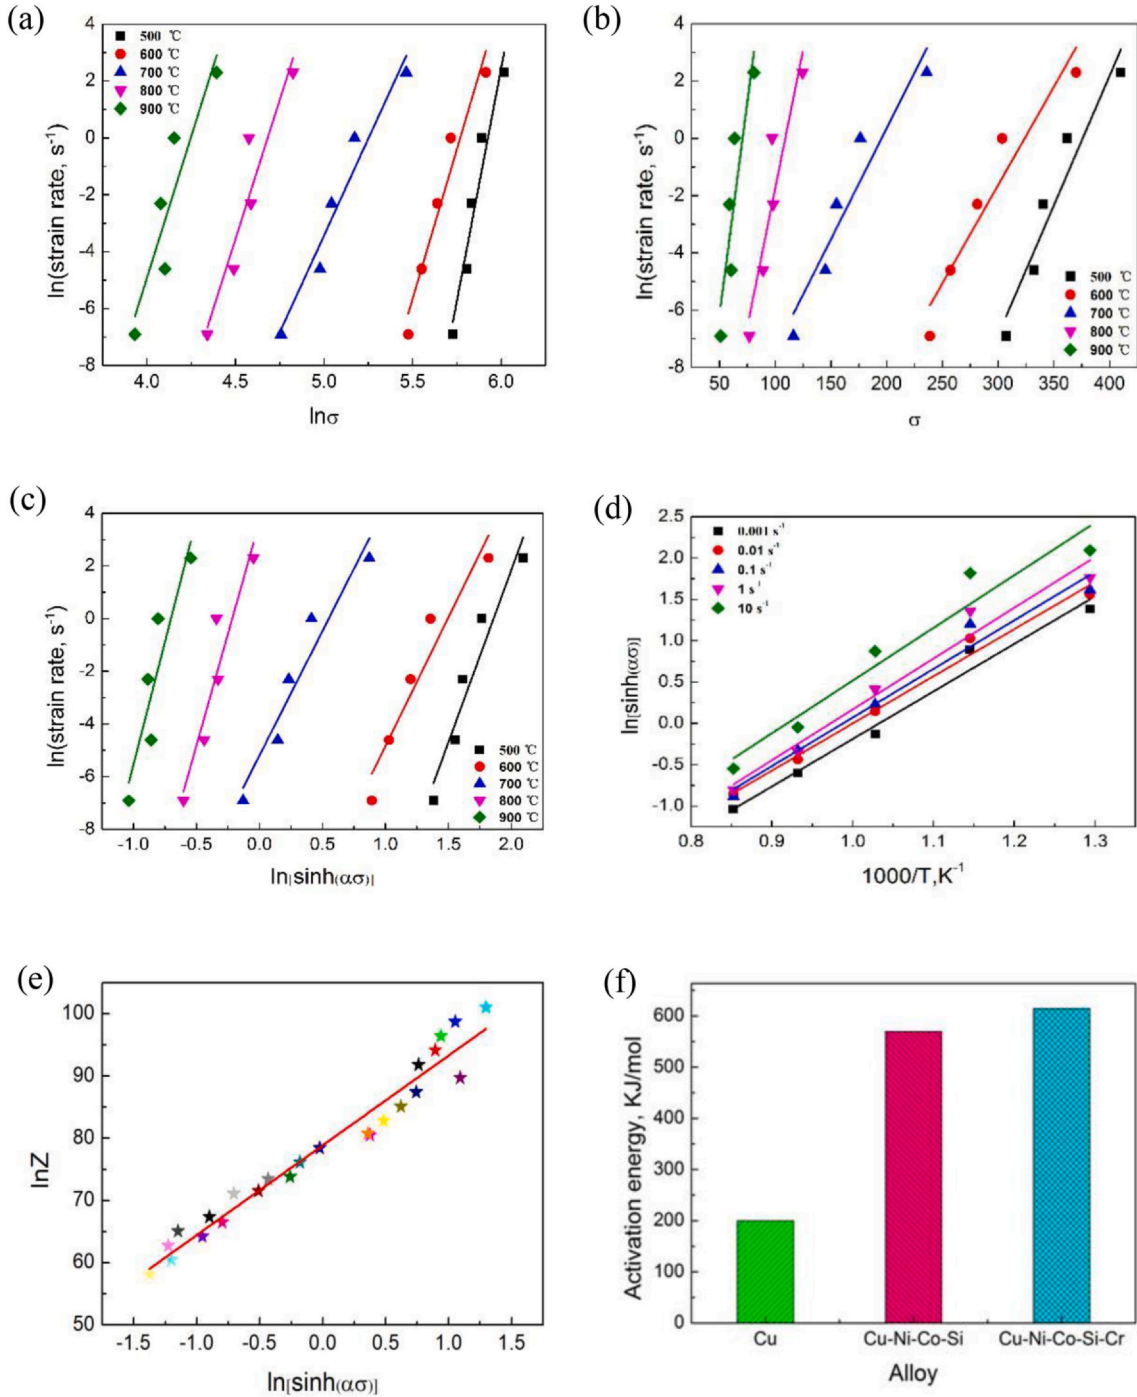 (a)
500 ℃
600 ℃
700 ℃
800 ℃
900 ℃
4
2
0
-2
-4
-6
-8
ln(strain rate, s⁻¹)
4.0 4.5 5.0 5.5 6.0
lnσ
(b)
4
2
0
-2
-4
-6
-8
ln(strain rate, s⁻¹)
500 ℃
600 ℃
700 ℃
800 ℃
900 ℃
50 100 150 200 250 300 350 400
σ
(c)
4
2
0
-2
-4
-6
-8
ln(strain rate, s⁻¹)
500 ℃
600 ℃
700 ℃
800 ℃
900 ℃
-1.0 -0.5 0.0 0.5 1.0 1.5 2.0
ln[sinh(ασ)]
(d)
0.001 s⁻¹
0.01 s⁻¹
0.1 s⁻¹
1 s⁻¹
10 s⁻¹
2.5
2.0
1.5
1.0
0.5
0.0
-0.5
-1.0
ln[sinh(ασ)]
0.8 0.9 1.0 1.1 1.2 1.3
1000/T,K⁻¹
(e)
100
90
80
70
60
50
lnZ
-1.5 -1.0 -0.5 0.0 0.5 1.0 1.5
ln[sinh(ασ)]
(f)
600
500
400
300
200
100
0
Activation energy, KJ/mol
Cu Cu-Ni-Co-Si Cu-Ni-Co-Si-Cr
Alloy